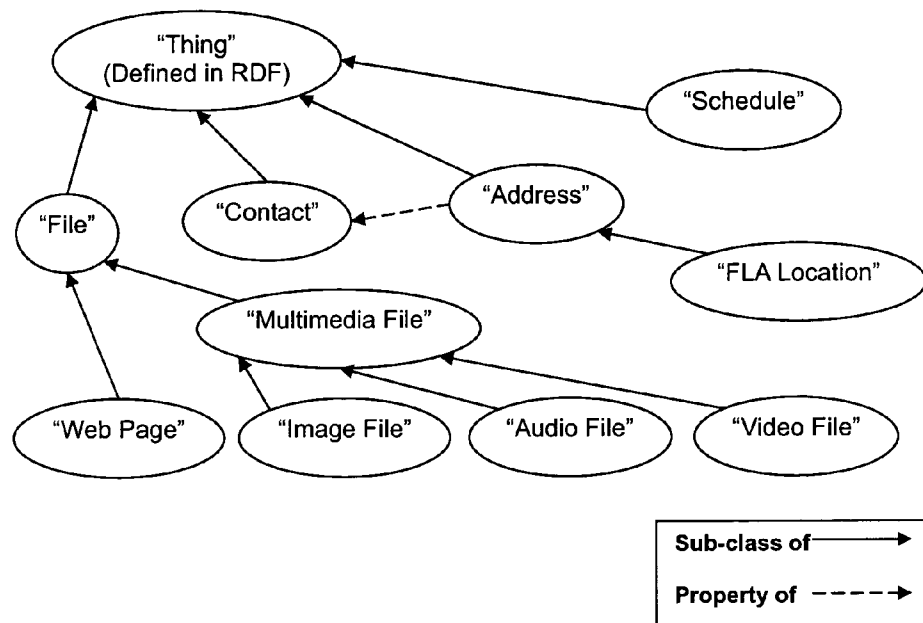 “Thing”
(Defined in RDF)
“Schedule”
“File”
“Contact”
“Address”
“FLA Location”
“Multimedia File”
“Web Page”
“Image File”
“Audio File”
“Video File”
Sub-class of
Property of